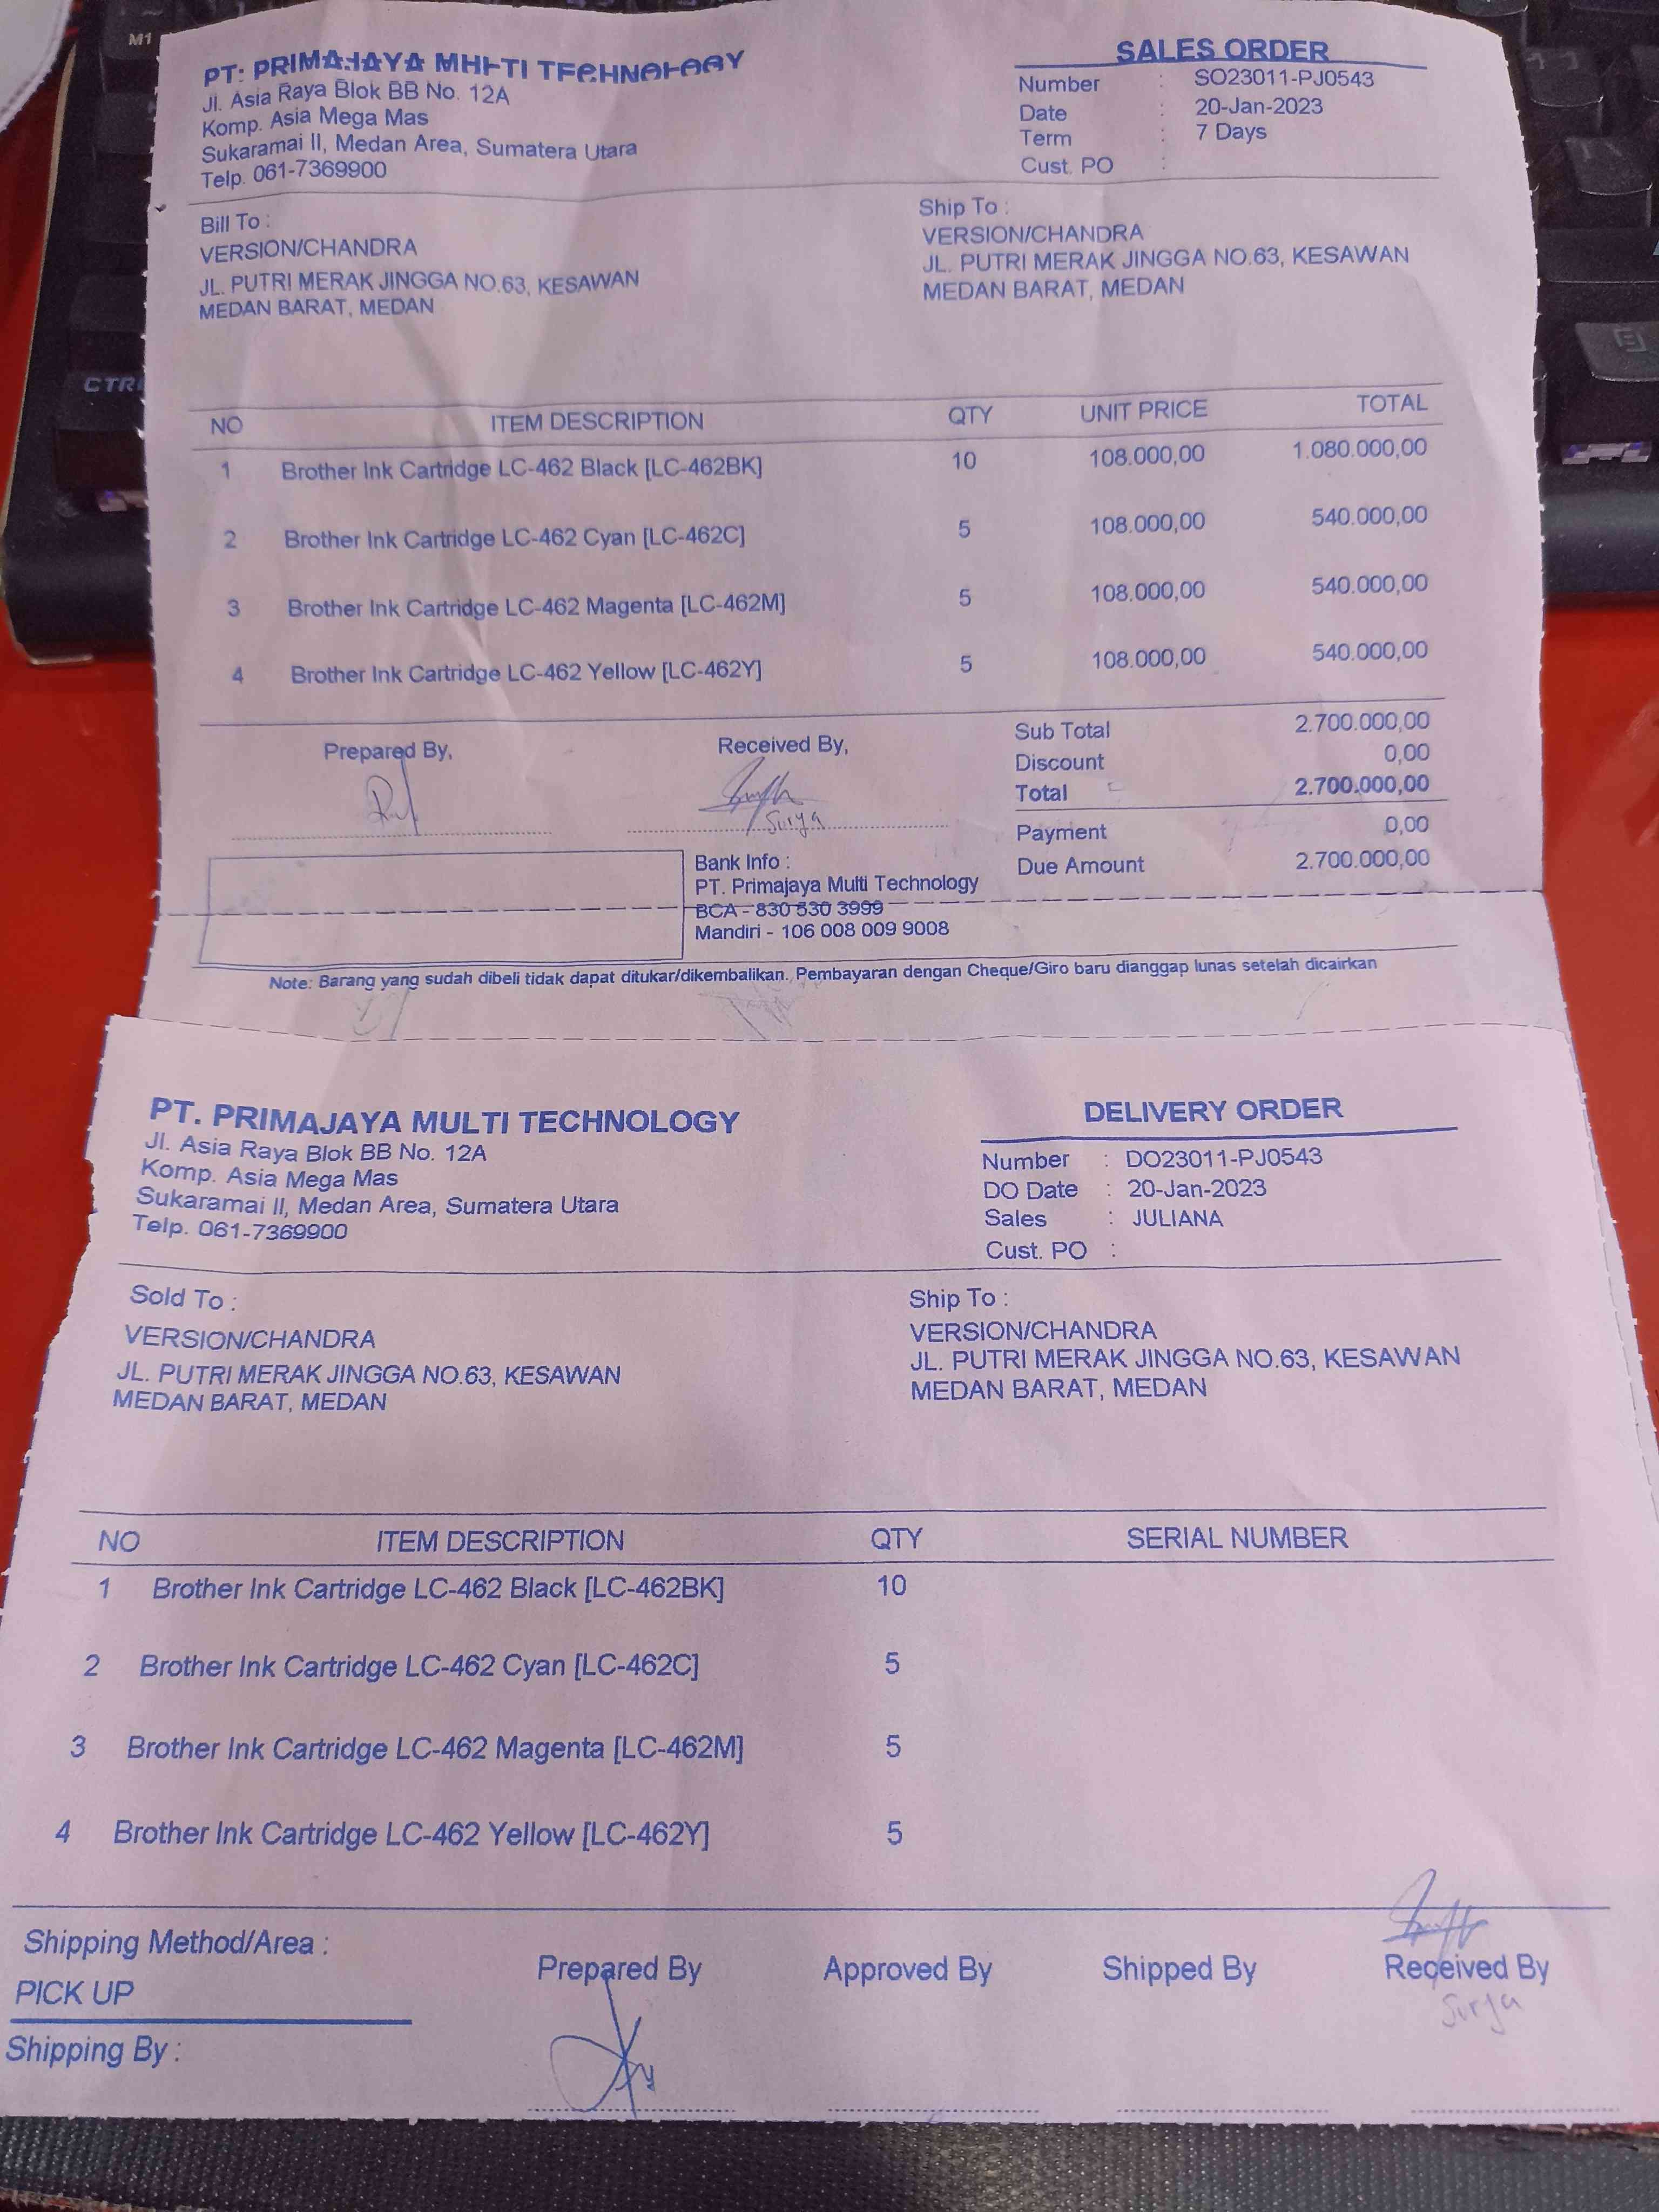 M1
CTRL
PT. PRIMAJAYA MULTI TECHNOLOGY
Jl. Asia Raya Blok BB No. 12A
Komp. Asia Mega Mas
Sukaramai II, Medan Area, Sumatera Utara
Telp. 061-7369900
SALES ORDER
Number : SO23011-PJ0543
Date : 20-Jan-2023
Term : 7 Days
Cust. PO :
Bill To :
VERSION/CHANDRA
JL. PUTRI MERAK JINGGA NO.63, KESAWAN
MEDAN BARAT, MEDAN
Ship To :
VERSION/CHANDRA
JL. PUTRI MERAK JINGGA NO.63, KESAWAN
MEDAN BARAT, MEDAN
NO ITEM DESCRIPTION QTY UNIT PRICE TOTAL
1 Brother Ink Cartridge LC-462 Black [LC-462BK] 10 108.000,00 1.080.000,00
2 Brother Ink Cartridge LC-462 Cyan [LC-462C] 5 108.000,00 540.000,00
3 Brother Ink Cartridge LC-462 Magenta [LC-462M] 5 108.000,00 540.000,00
4 Brother Ink Cartridge LC-462 Yellow [LC-462Y] 5 108.000,00 540.000,00
Prepared By,
Received By,
Surya
Sub Total 2.700.000,00
Discount 0,00
Total 2.700.000,00
Payment 0,00
Due Amount 2.700.000,00
Bank Info :
PT. Primajaya Multi Technology
BCA - 830 530 3999
Mandiri - 106 008 009 9008
Note: Barang yang sudah dibeli tidak dapat ditukar/dikembalikan. Pembayaran dengan Cheque/Giro baru dianggap lunas setelah dicairkan
PT. PRIMAJAYA MULTI TECHNOLOGY
Jl. Asia Raya Blok BB No. 12A
Komp. Asia Mega Mas
Sukaramai II, Medan Area, Sumatera Utara
Telp. 061-7369900
DELIVERY ORDER
Number : DO23011-PJ0543
DO Date : 20-Jan-2023
Sales : JULIANA
Cust. PO :
Sold To :
VERSION/CHANDRA
JL. PUTRI MERAK JINGGA NO.63, KESAWAN
MEDAN BARAT, MEDAN
Ship To :
VERSION/CHANDRA
JL. PUTRI MERAK JINGGA NO.63, KESAWAN
MEDAN BARAT, MEDAN
NO ITEM DESCRIPTION QTY SERIAL NUMBER
1 Brother Ink Cartridge LC-462 Black [LC-462BK] 10
2 Brother Ink Cartridge LC-462 Cyan [LC-462C] 5
3 Brother Ink Cartridge LC-462 Magenta [LC-462M] 5
4 Brother Ink Cartridge LC-462 Yellow [LC-462Y] 5
Shipping Method/Area :
PICK UP
Shipping By :
Prepared By
Approved By
Shipped By
Received By
Surya